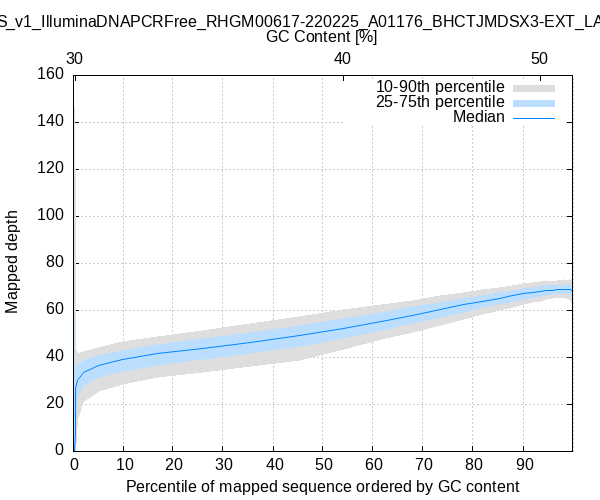 S_v1_IlluminaDNAPCRFree_RHGM00617-220225_A01176_BHCTJMDSX3-EXT_LA
GC Content [%]
30 40 50
160
140
120
100
80
60
40
20
0
Mapped depth
10-90th percentile
25-75th percentile
Median
0 10 20 30 40 50 60 70 80 90
Percentile of mapped sequence ordered by GC content